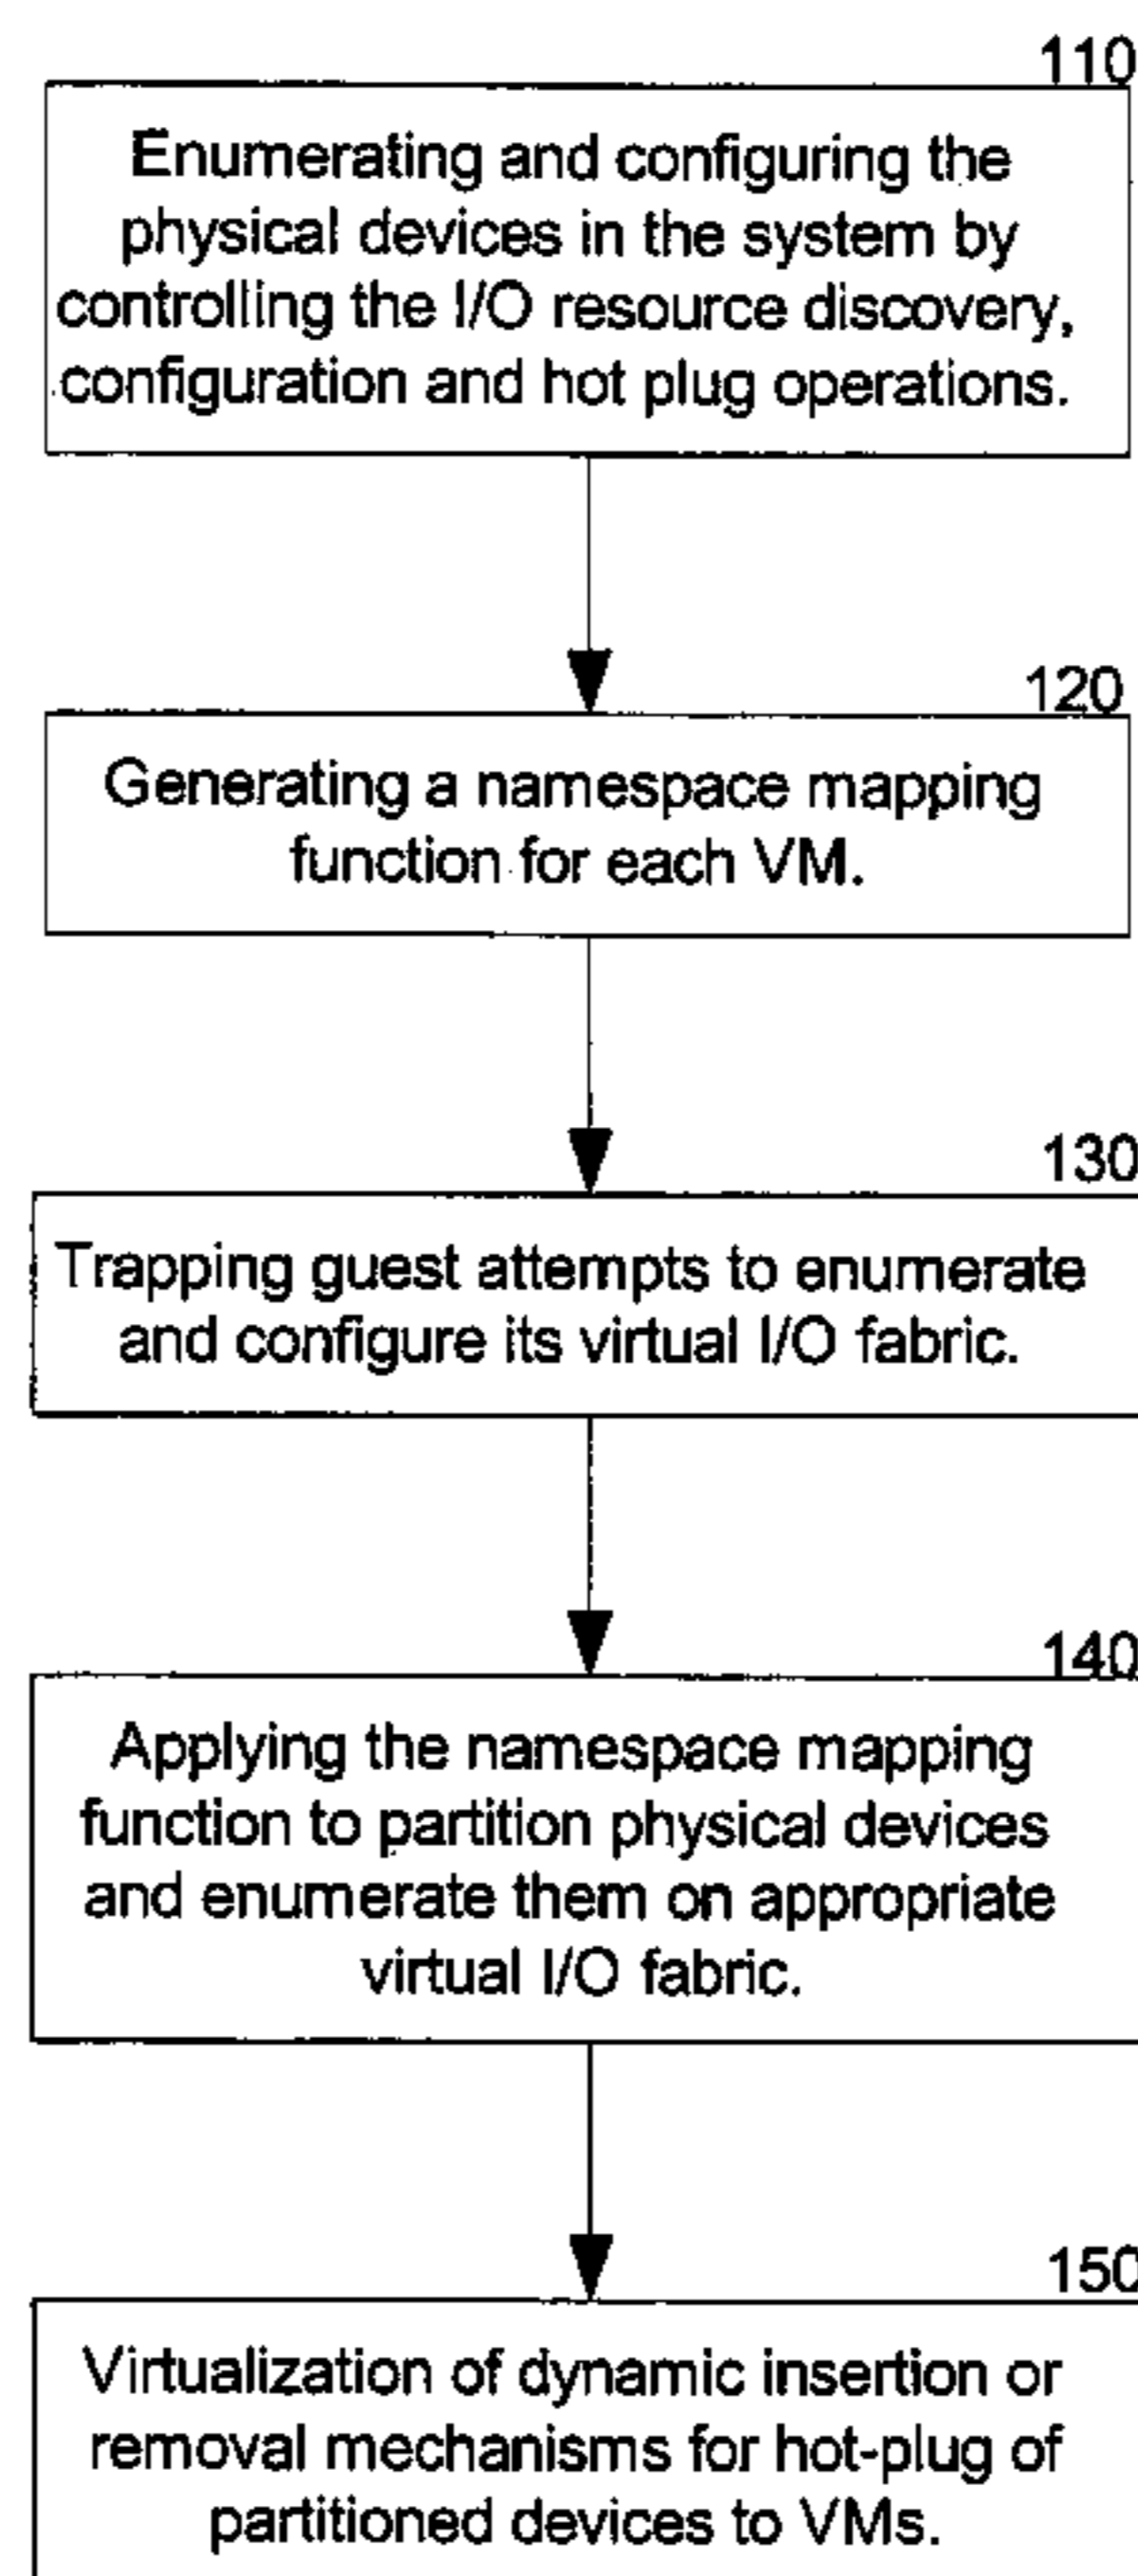 110
Enumerating and configuring the
physical devices in the system by
controlling the I/O resource discovery,
configuration and hot plug operations.
120
Generating a namespace mapping
function for each VM.
130
Trapping guest attempts to enumerate
and configure its virtual I/O fabric.
140
Applying the namespace mapping
function to partition physical devices
and enumerate them on appropriate
virtual I/O fabric.
150
Virtualization of dynamic insertion or
removal mechanisms for hot-plug of
partitioned devices to VMs.